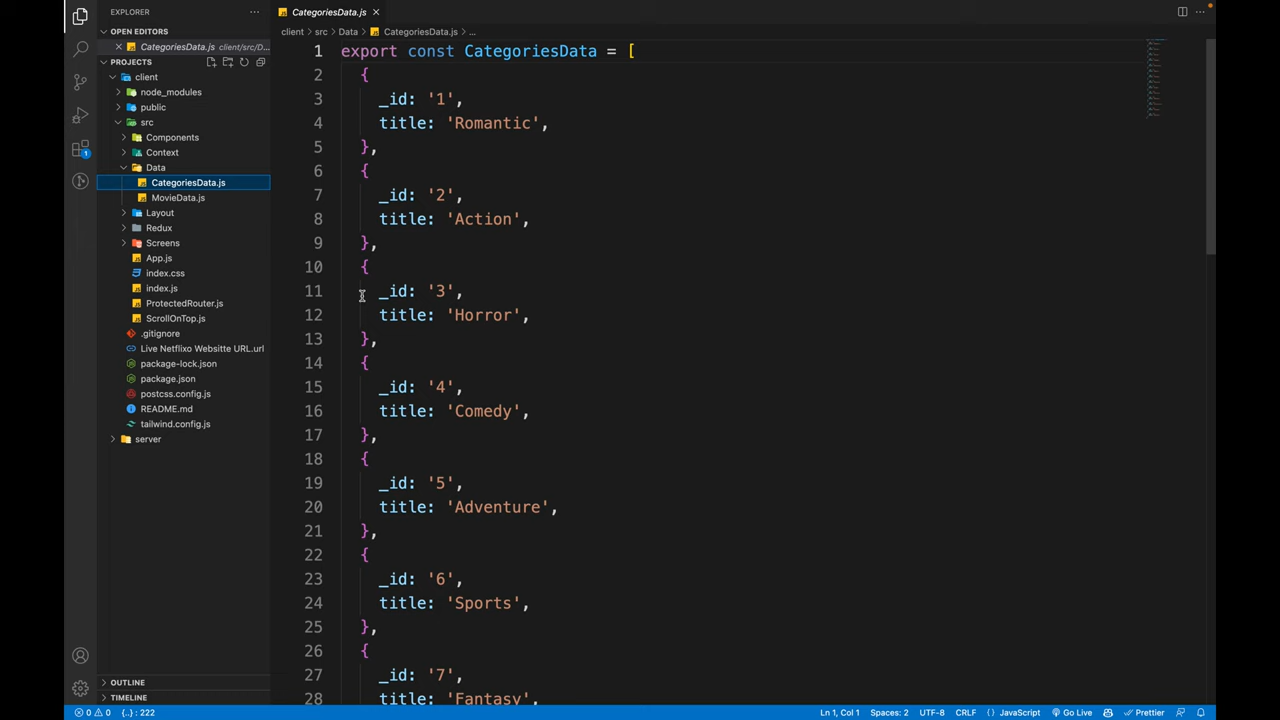 EXPLORER
OPEN EDITORS
CategoriesData.js client/src/D...
PROJECTS
client
node_modules
public
src
Components
Context
Data
CategoriesData.js
MovieData.js
Layout
Redux
Screens
App.js
index.css
index.js
ProtectedRouter.js
ScrollOnTop.js
.gitignore
Live Netflixo Websitte URL.url
package-lock.json
package.json
postcss.config.js
README.md
tailwind.config.js
server
OUTLINE
TIMELINE
1
CategoriesData.js
client > src > Data > CategoriesData.js > ...
1 export const CategoriesData = [
2 {
3 _id: '1',
4 title: 'Romantic',
5 },
6 {
7 _id: '2',
8 title: 'Action',
9 },
10 {
11 _id: '3',
12 title: 'Horror',
13 },
14 {
15 _id: '4',
16 title: 'Comedy',
17 },
18 {
19 _id: '5',
20 title: 'Adventure',
21 },
22 {
23 _id: '6',
24 title: 'Sports',
25 },
26 {
27 _id: '7',
28 title: 'Fantasy',
0 0 {..} : 222
Ln 1, Col 1 Spaces: 2 UTF-8 CRLF {} JavaScript Go Live Prettier